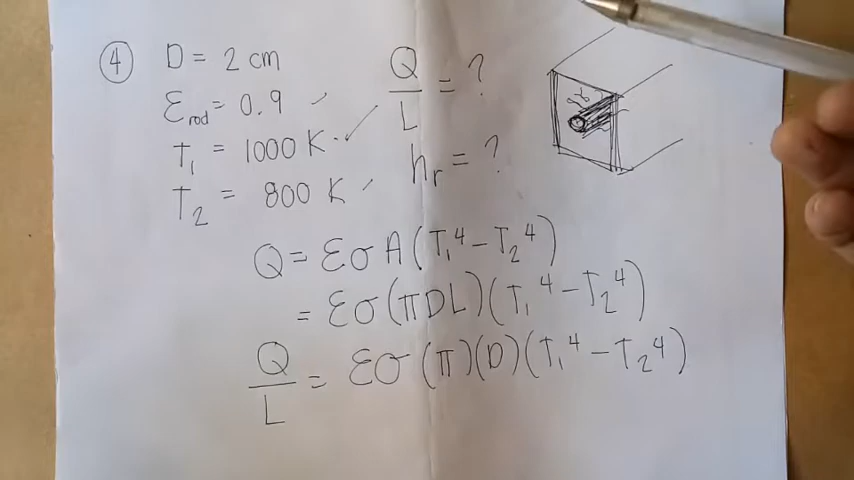 ④ D = 2 cm
ε_rod = 0.9 ✓
T₁ = 1000 K ✓
T₂ = 800 K ✓
Q/L = ?
h_r = ?
Q = εσA(T₁⁴ − T₂⁴)
= εσ(πDL)(T₁⁴ − T₂⁴)
Q/L = εσ(π)(D)(T₁⁴ − T₂⁴)